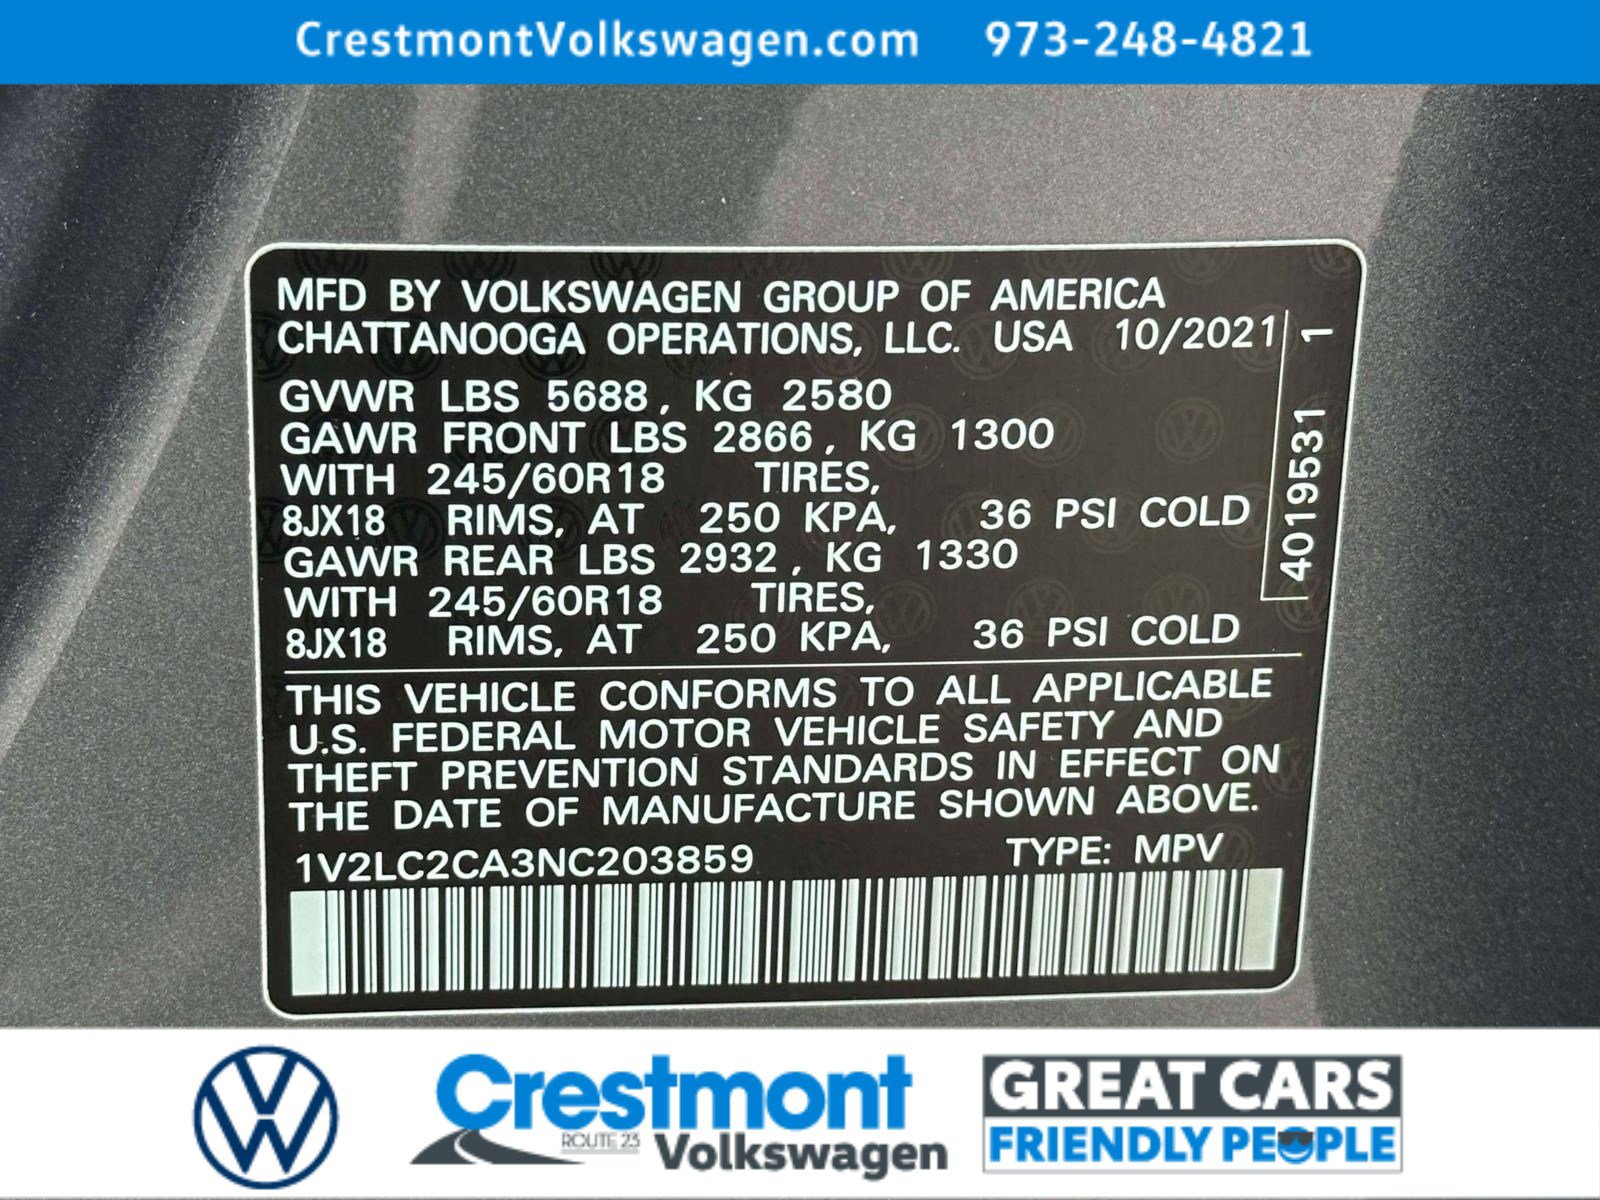 CrestmontVolkswagen.com 973-248-4821
MFD BY VOLKSWAGEN GROUP OF AMERICA
CHATTANOOGA OPERATIONS, LLC. USA 10/2021
GVWR LBS 5688, KG 2580
GAWR FRONT LBS 2866, KG 1300
WITH 245/60R18 TIRES,
8JX18 RIMS, AT 250 KPA, 36 PSI COLD
GAWR REAR LBS 2932, KG 1330
WITH 245/60R18 TIRES,
8JX18 RIMS, AT 250 KPA, 36 PSI COLD
4019531 1
THIS VEHICLE CONFORMS TO ALL APPLICABLE
U.S. FEDERAL MOTOR VEHICLE SAFETY AND
THEFT PREVENTION STANDARDS IN EFFECT ON
THE DATE OF MANUFACTURE SHOWN ABOVE.
1V2LC2CA3NC203859 TYPE: MPV
Crestmont
ROUTE 23
Volkswagen
GREAT CARS
FRIENDLY PEOPLE